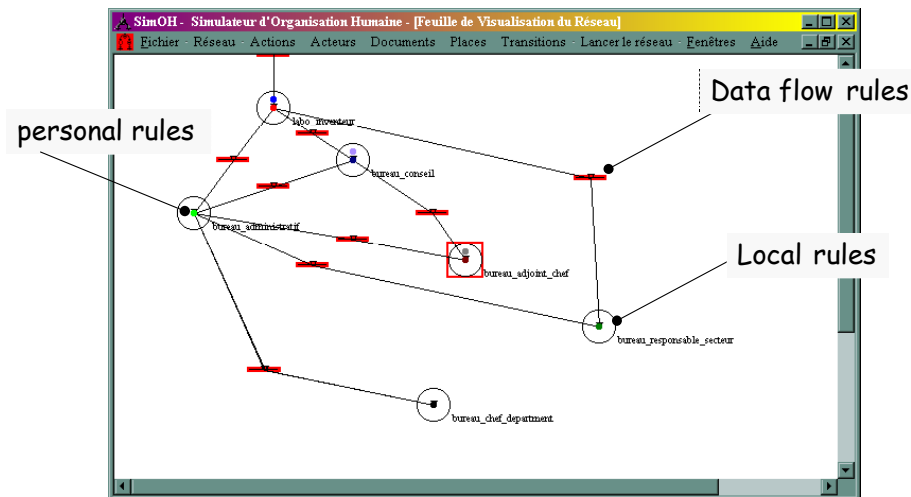 SimOH - Simulateur d'Organisation Humaine - [Feuille de Visualisation du Réseau]
Fichier - Réseau - Actions Acteurs Documents Places Transitions - Lancer le réseau - Fenêtres Aide
Data flow rules
labo_inventeur
personal rules
bureau_conseil
bureau_administratif
Local rules
bureau_adjoint_chef
bureau_responsable_secteur
bureau_chef_department